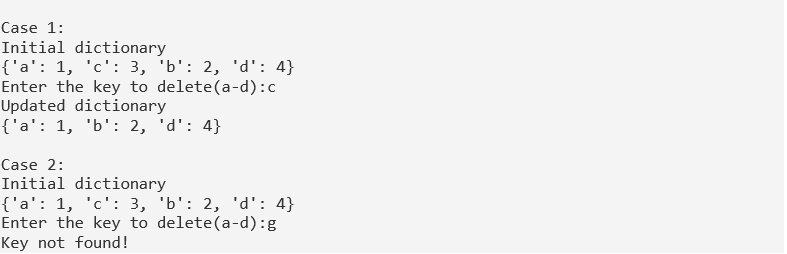 Case 1:
Initial dictionary
{'a': 1, 'c': 3, 'b': 2, 'd': 4}
Enter the key to delete(a-d):c
Updated dictionary
{'a': 1, 'b': 2, 'd': 4}

Case 2:
Initial dictionary
{'a': 1, 'c': 3, 'b': 2, 'd': 4}
Enter the key to delete(a-d):g
Key not found!